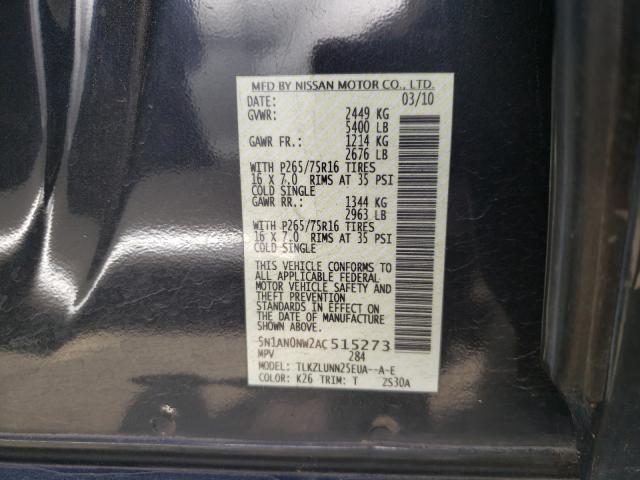 MFD BY NISSAN MOTOR CO., LTD.
DATE: 03/10
GVWR: 2449 KG
5400 LB
GAWR FR.: 1214 KG
2676 LB
WITH P265/75R16 TIRES
16 X 7.0 RIMS AT 35 PSI
COLD SINGLE
GAWR RR.: 1344 KG
2963 LB
WITH P265/75R16 TIRES
16 X 7.0 RIMS AT 35 PSI
COLD SINGLE
THIS VEHICLE CONFORMS TO
ALL APPLICABLE FEDERAL
MOTOR VEHICLE SAFETY AND
THEFT PREVENTION
STANDARDS IN EFFECT ON
THE DATE OF MANUFACTURE
SHOWN ABOVE.
5N1AN0NW2AC515273
MPV 284
MODEL: TLKZLUNN25EUA--A-E
COLOR: K26 TRIM: T ZS30A